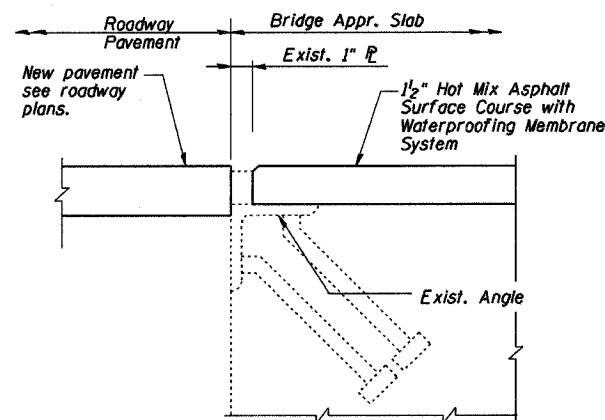 Roadway
Pavement
Bridge Appr. Slab
Exist. 1" ℄
New pavement
see roadway
plans.
1½" Hot Mix Asphalt
Surface Course with
Waterproofing Membrane
System
Exist. Angle